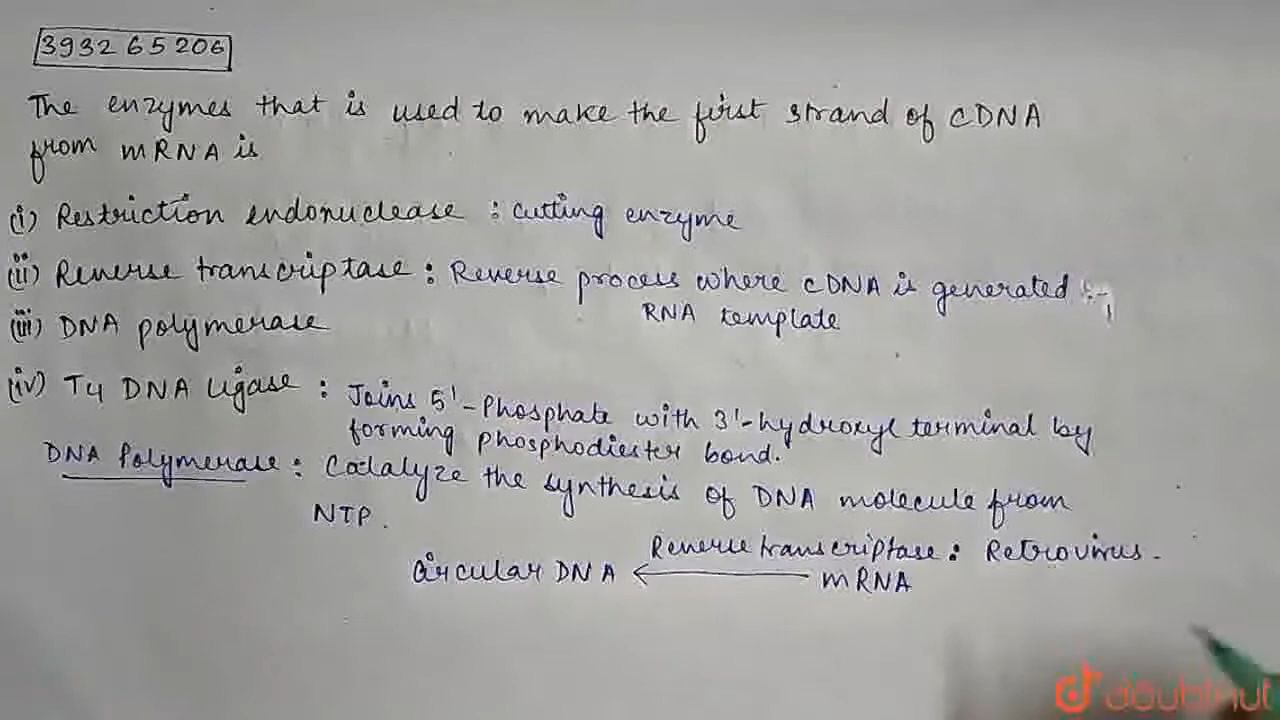 3932 65 206
The enzymes that is used to make the first strand of CDNA
from mRNA is
(i) Restriction endonuclease : cutting enzyme
(ii) Reverse transcriptase : Reverse process where cDNA is generated :-
RNA template
(iii) DNA polymerase
(iv) T4 DNA ligase : Joins 5'-Phosphate with 3'-hydroxyl terminal by
forming phosphodiester bond.
DNA Polymerase : Catalyze the synthesis of DNA molecule from
NTP.
Reverse transcriptase : Retrovirus.
Circular DNA ← mRNA
doubtnut